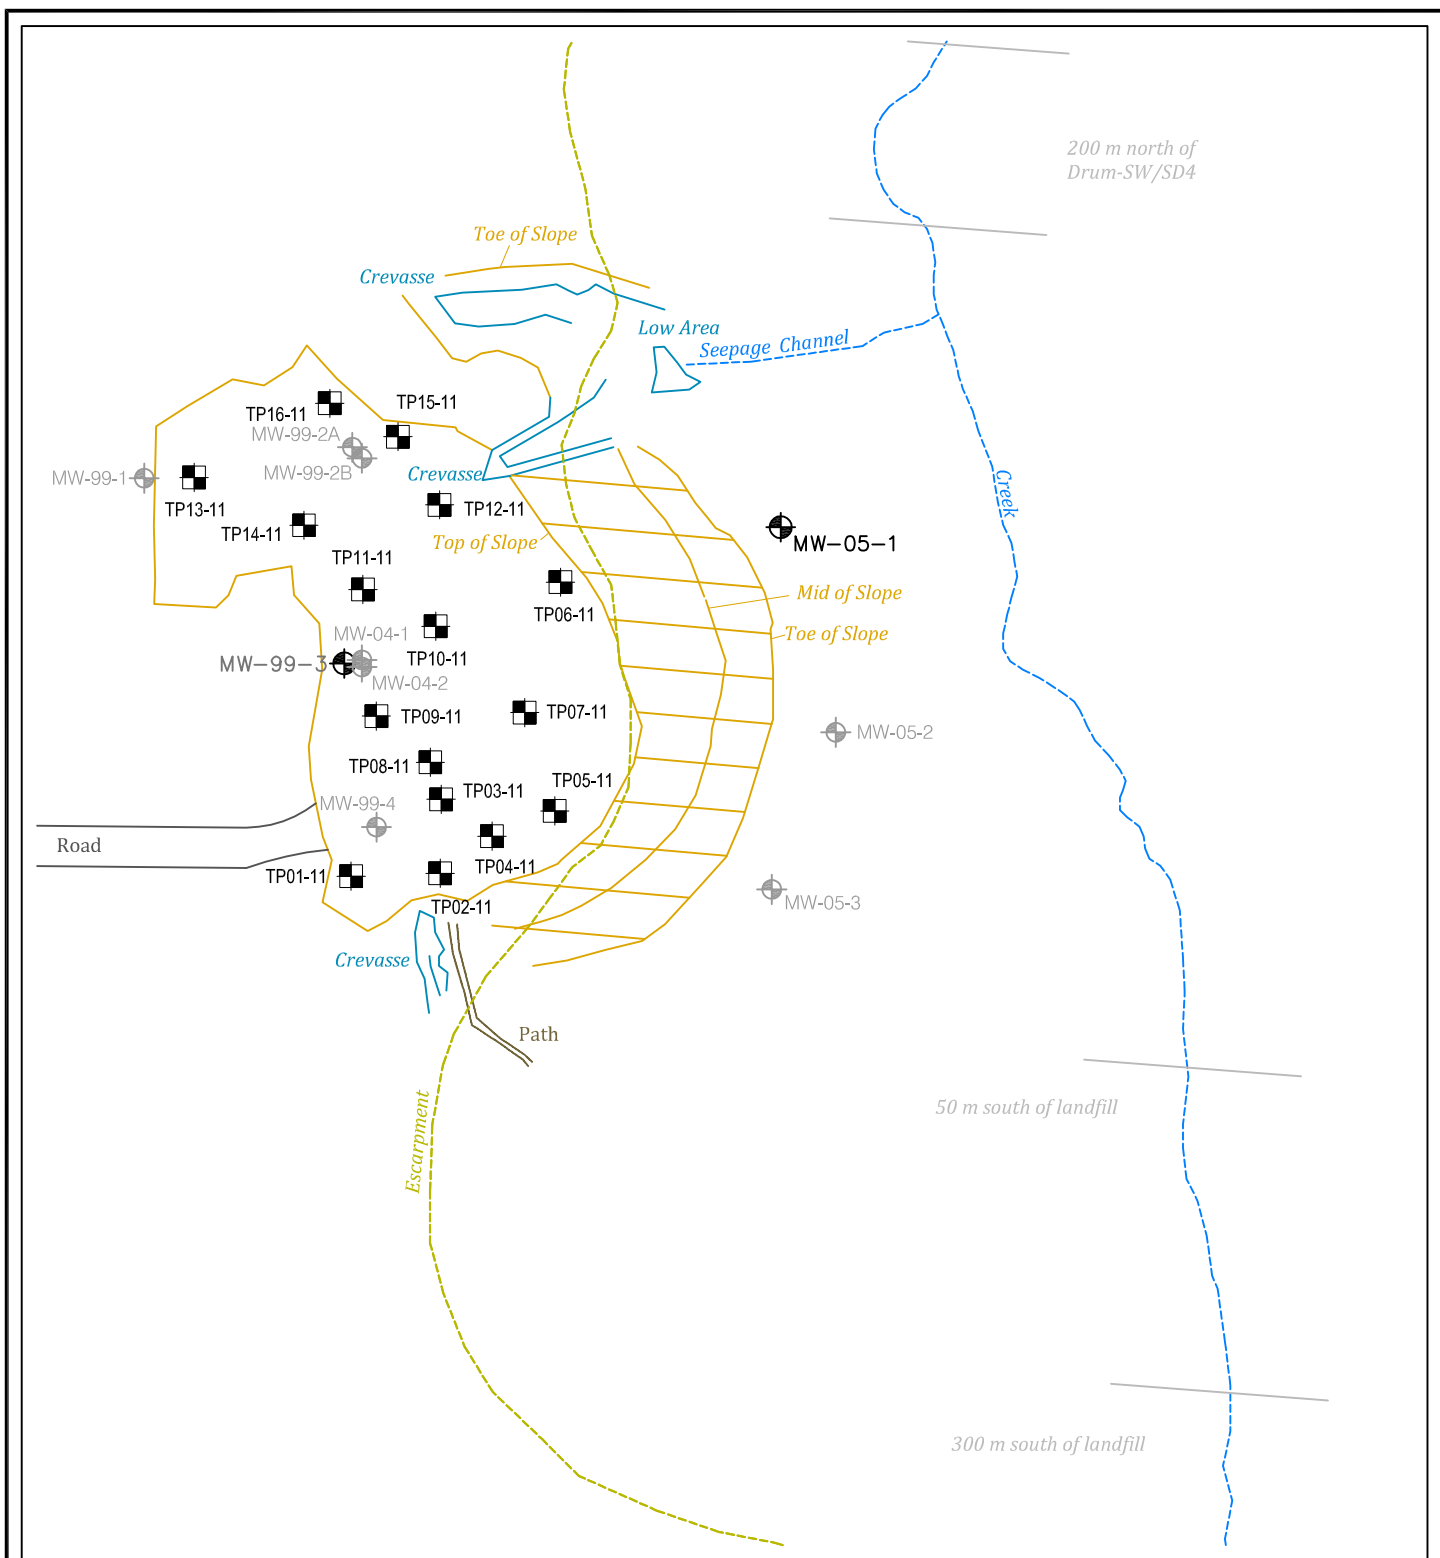 200 m north of
Drum-SW/SD4
Toe of Slope
Crevasse
Low Area
Seepage Channel
TP16-11
TP15-11
MW-99-2A
MW-99-2B
MW-99-1
Crevasse
TP13-11
TP12-11
TP14-11
Creek
Top of Slope
MW-05-1
TP11-11
Mid of Slope
TP06-11
MW-04-1
Toe of Slope
TP10-11
MW-99-3
MW-04-2
TP09-11
TP07-11
MW-05-2
TP08-11
TP05-11
TP03-11
MW-99-4
Road
TP04-11
TP01-11
MW-05-3
TP02-11
Crevasse
Path
Escarpment
50 m south of landfill
300 m south of landfill